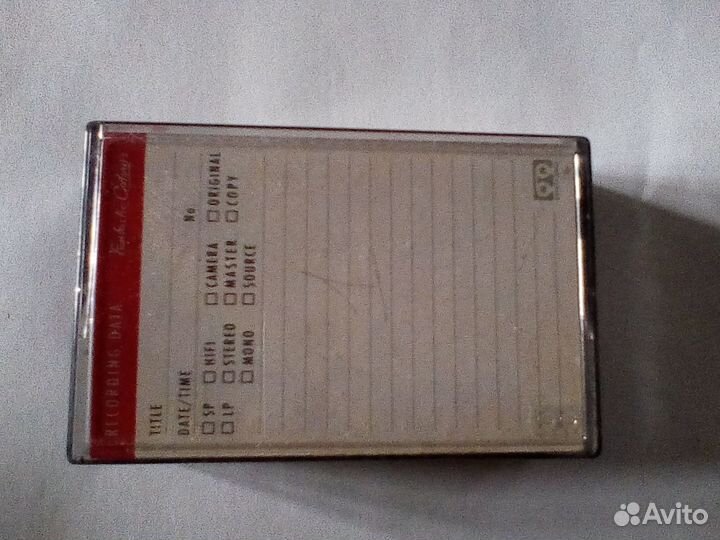 RECORDING DATA
TITLE
DATE/TIME No.
□ SP □ HIFI □ CAMERA □ ORIGINAL
□ LP □ STEREO □ MASTER □ COPY
□ MONO □ SOURCE
Avito